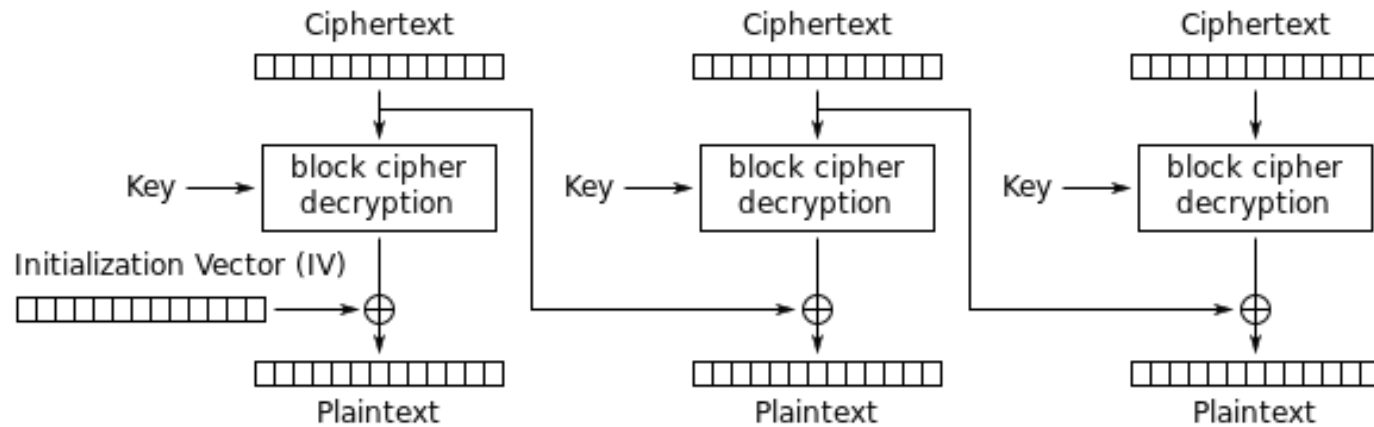 Ciphertext
Ciphertext
Ciphertext
Key
block cipher
decryption
Key
block cipher
decryption
Key
block cipher
decryption
Initialization Vector (IV)
Plaintext
Plaintext
Plaintext